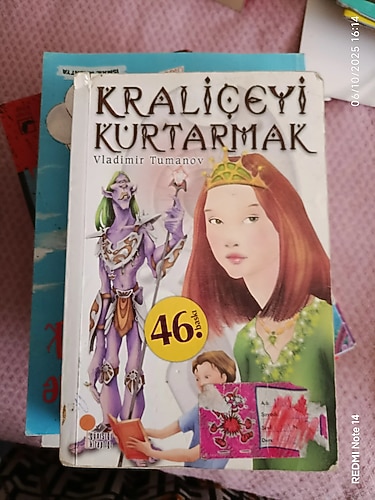 KRALİÇEYİ
KURTARMAK
Vladimir Tumanov
46.
baskı
06/10/2025 16:14
REDMI Note 14